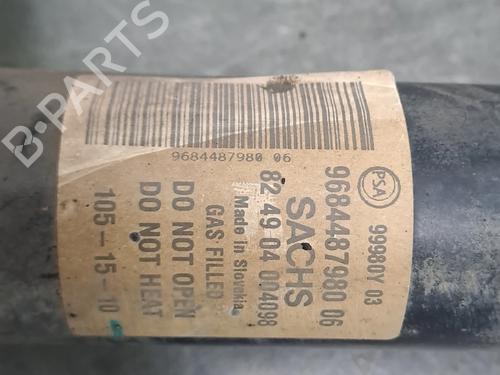 B-PARTS
9684487980 06
PSA
99980Y 03
9684487980 06
SACHS
82 49 04 004098
Made in Slovakia
GAS FILLED
DO NOT OPEN
DO NOT HEAT
105-15-10